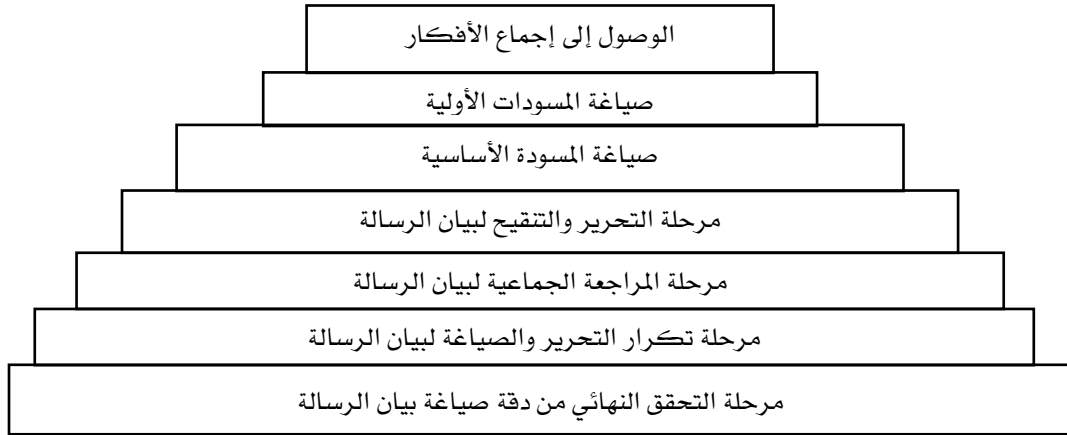 الوصول إلى إجماع الأفكار
صياغة المسودات الأولية
صياغة المسودة الأساسية
مرحلة التحرير والتنقيح لبيان الرسالة
مرحلة المراجعة الجماعية لبيان الرسالة
مرحلة تكرار التحرير والصياغة لبيان الرسالة
مرحلة التحقق النهائي من دقة صياغة بيان الرسالة